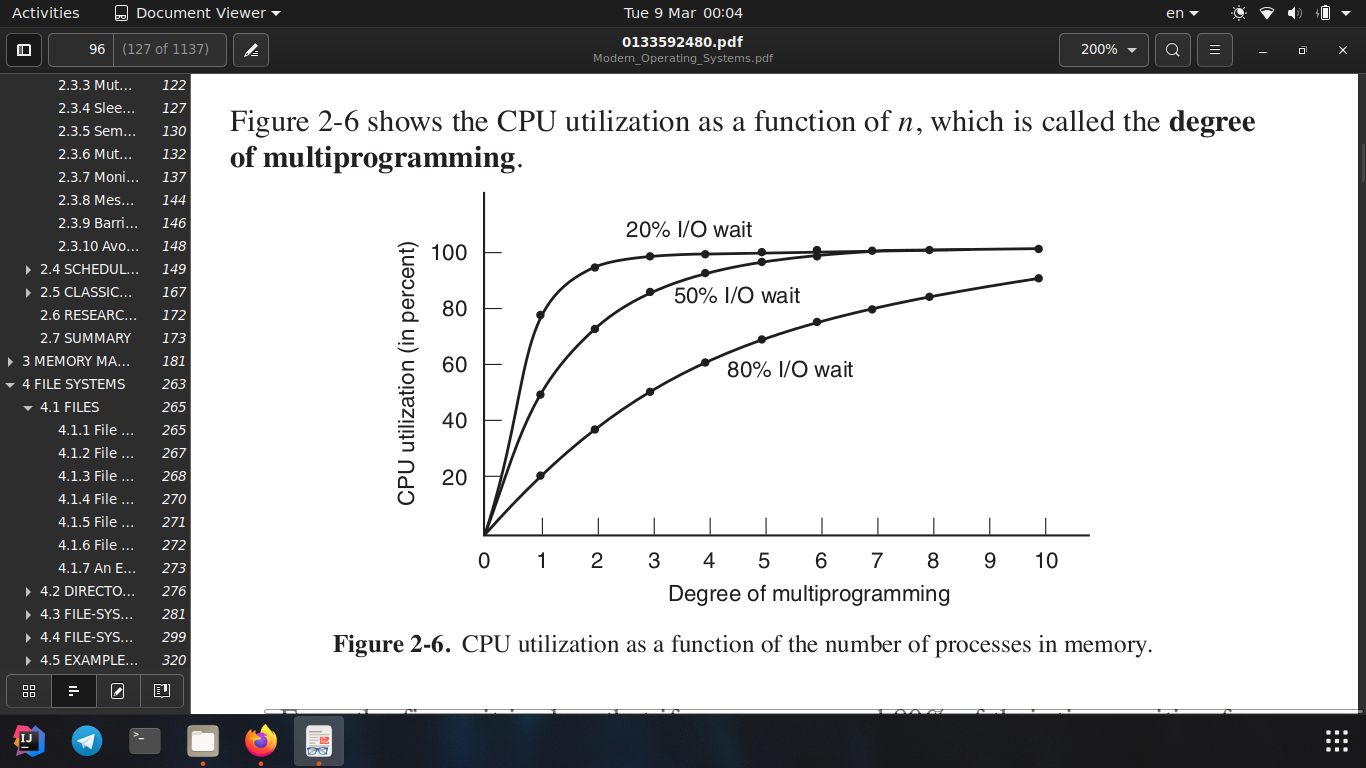 Activities
Document Viewer
Tue 9 Mar 00:04
en
96 (127 of 1137)
0133592480.pdf
Modern_Operating_Systems.pdf
200%
2.3.3 Mut… 122
2.3.4 Slee… 127
2.3.5 Sem… 130
2.3.6 Mut… 132
2.3.7 Moni… 137
2.3.8 Mes… 144
2.3.9 Barri… 146
2.3.10 Avo… 148
2.4 SCHEDUL… 149
2.5 CLASSIC… 167
2.6 RESEARC… 172
2.7 SUMMARY 173
3 MEMORY MA… 181
4 FILE SYSTEMS 263
4.1 FILES 265
4.1.1 File … 265
4.1.2 File … 267
4.1.3 File … 268
4.1.4 File … 270
4.1.5 File … 271
4.1.6 File … 272
4.1.7 An E… 273
4.2 DIRECTO… 276
4.3 FILE-SYS… 281
4.4 FILE-SYS… 299
4.5 EXAMPLE… 320
Figure 2-6 shows the CPU utilization as a function of n, which is called the degree
of multiprogramming.
CPU utilization (in percent)
100
80
60
40
20
20% I/O wait
50% I/O wait
80% I/O wait
0 1 2 3 4 5 6 7 8 9 10
Degree of multiprogramming
Figure 2-6. CPU utilization as a function of the number of processes in memory.
IJ